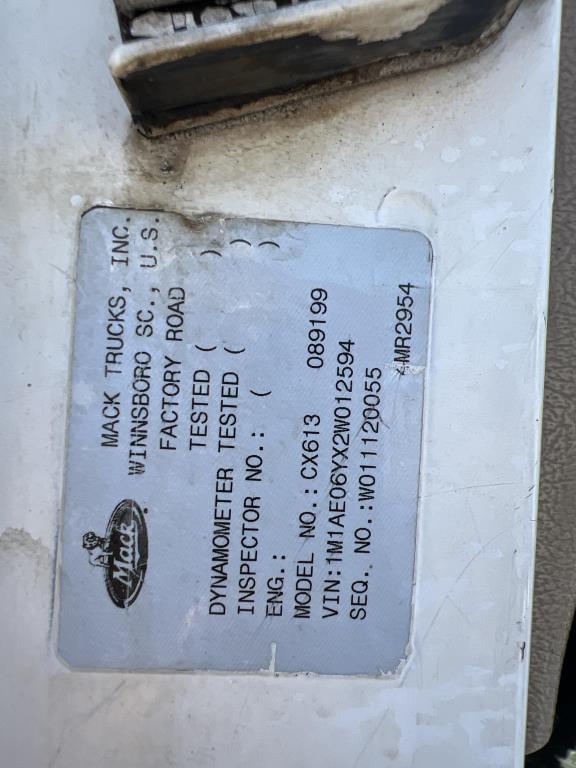 Mack
MACK TRUCKS, INC.
WINNSBORO SC., U.S.
FACTORY ROAD
TESTED ( )
DYNAMOMETER TESTED ( )
INSPECTOR NO.: ( )
ENG.:
MODEL NO.: CX613 089199
VIN:1M1AE06YX2W012594
SEQ. NO.:W011120055
4MR2954